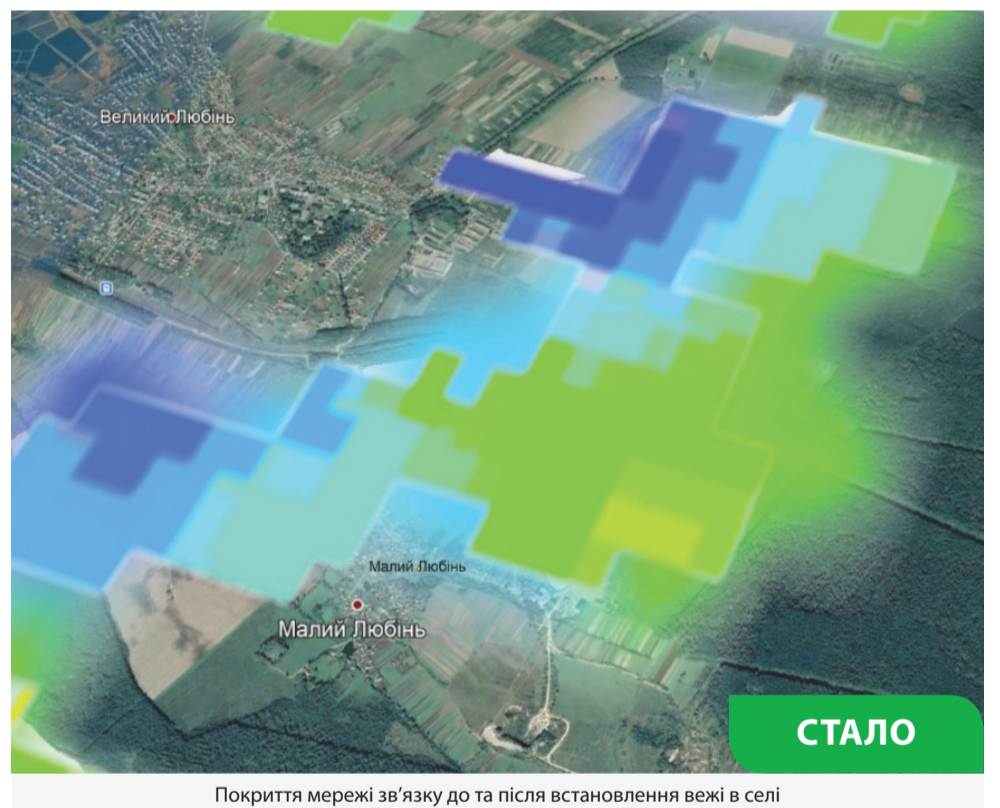 Великий Любінь
Малий Любінь
Малий Любінь
СТАЛО
Покриття мережі зв’язку до та після встановлення вежі в селі